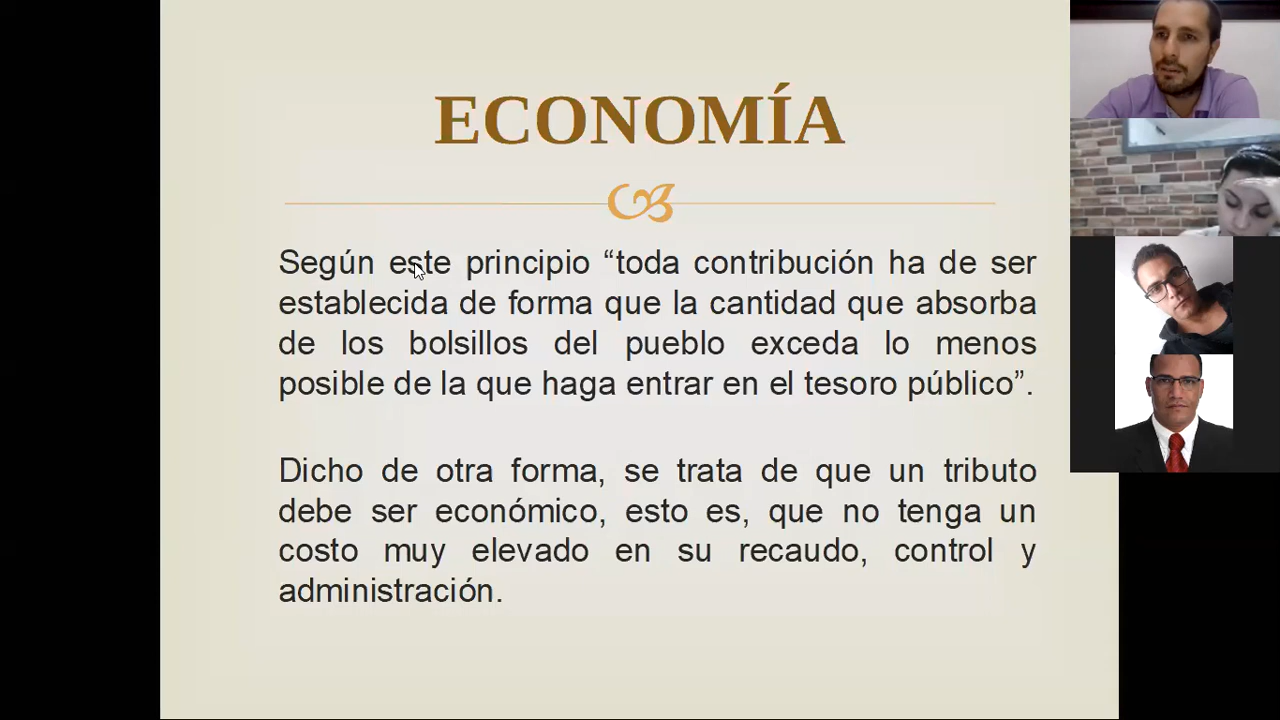 ECONOMÍA
Según este principio “toda contribución ha de ser
establecida de forma que la cantidad que absorba
de los bolsillos del pueblo exceda lo menos
posible de la que haga entrar en el tesoro público”.
Dicho de otra forma, se trata de que un tributo
debe ser económico, esto es, que no tenga un
costo muy elevado en su recaudo, control y
administración.